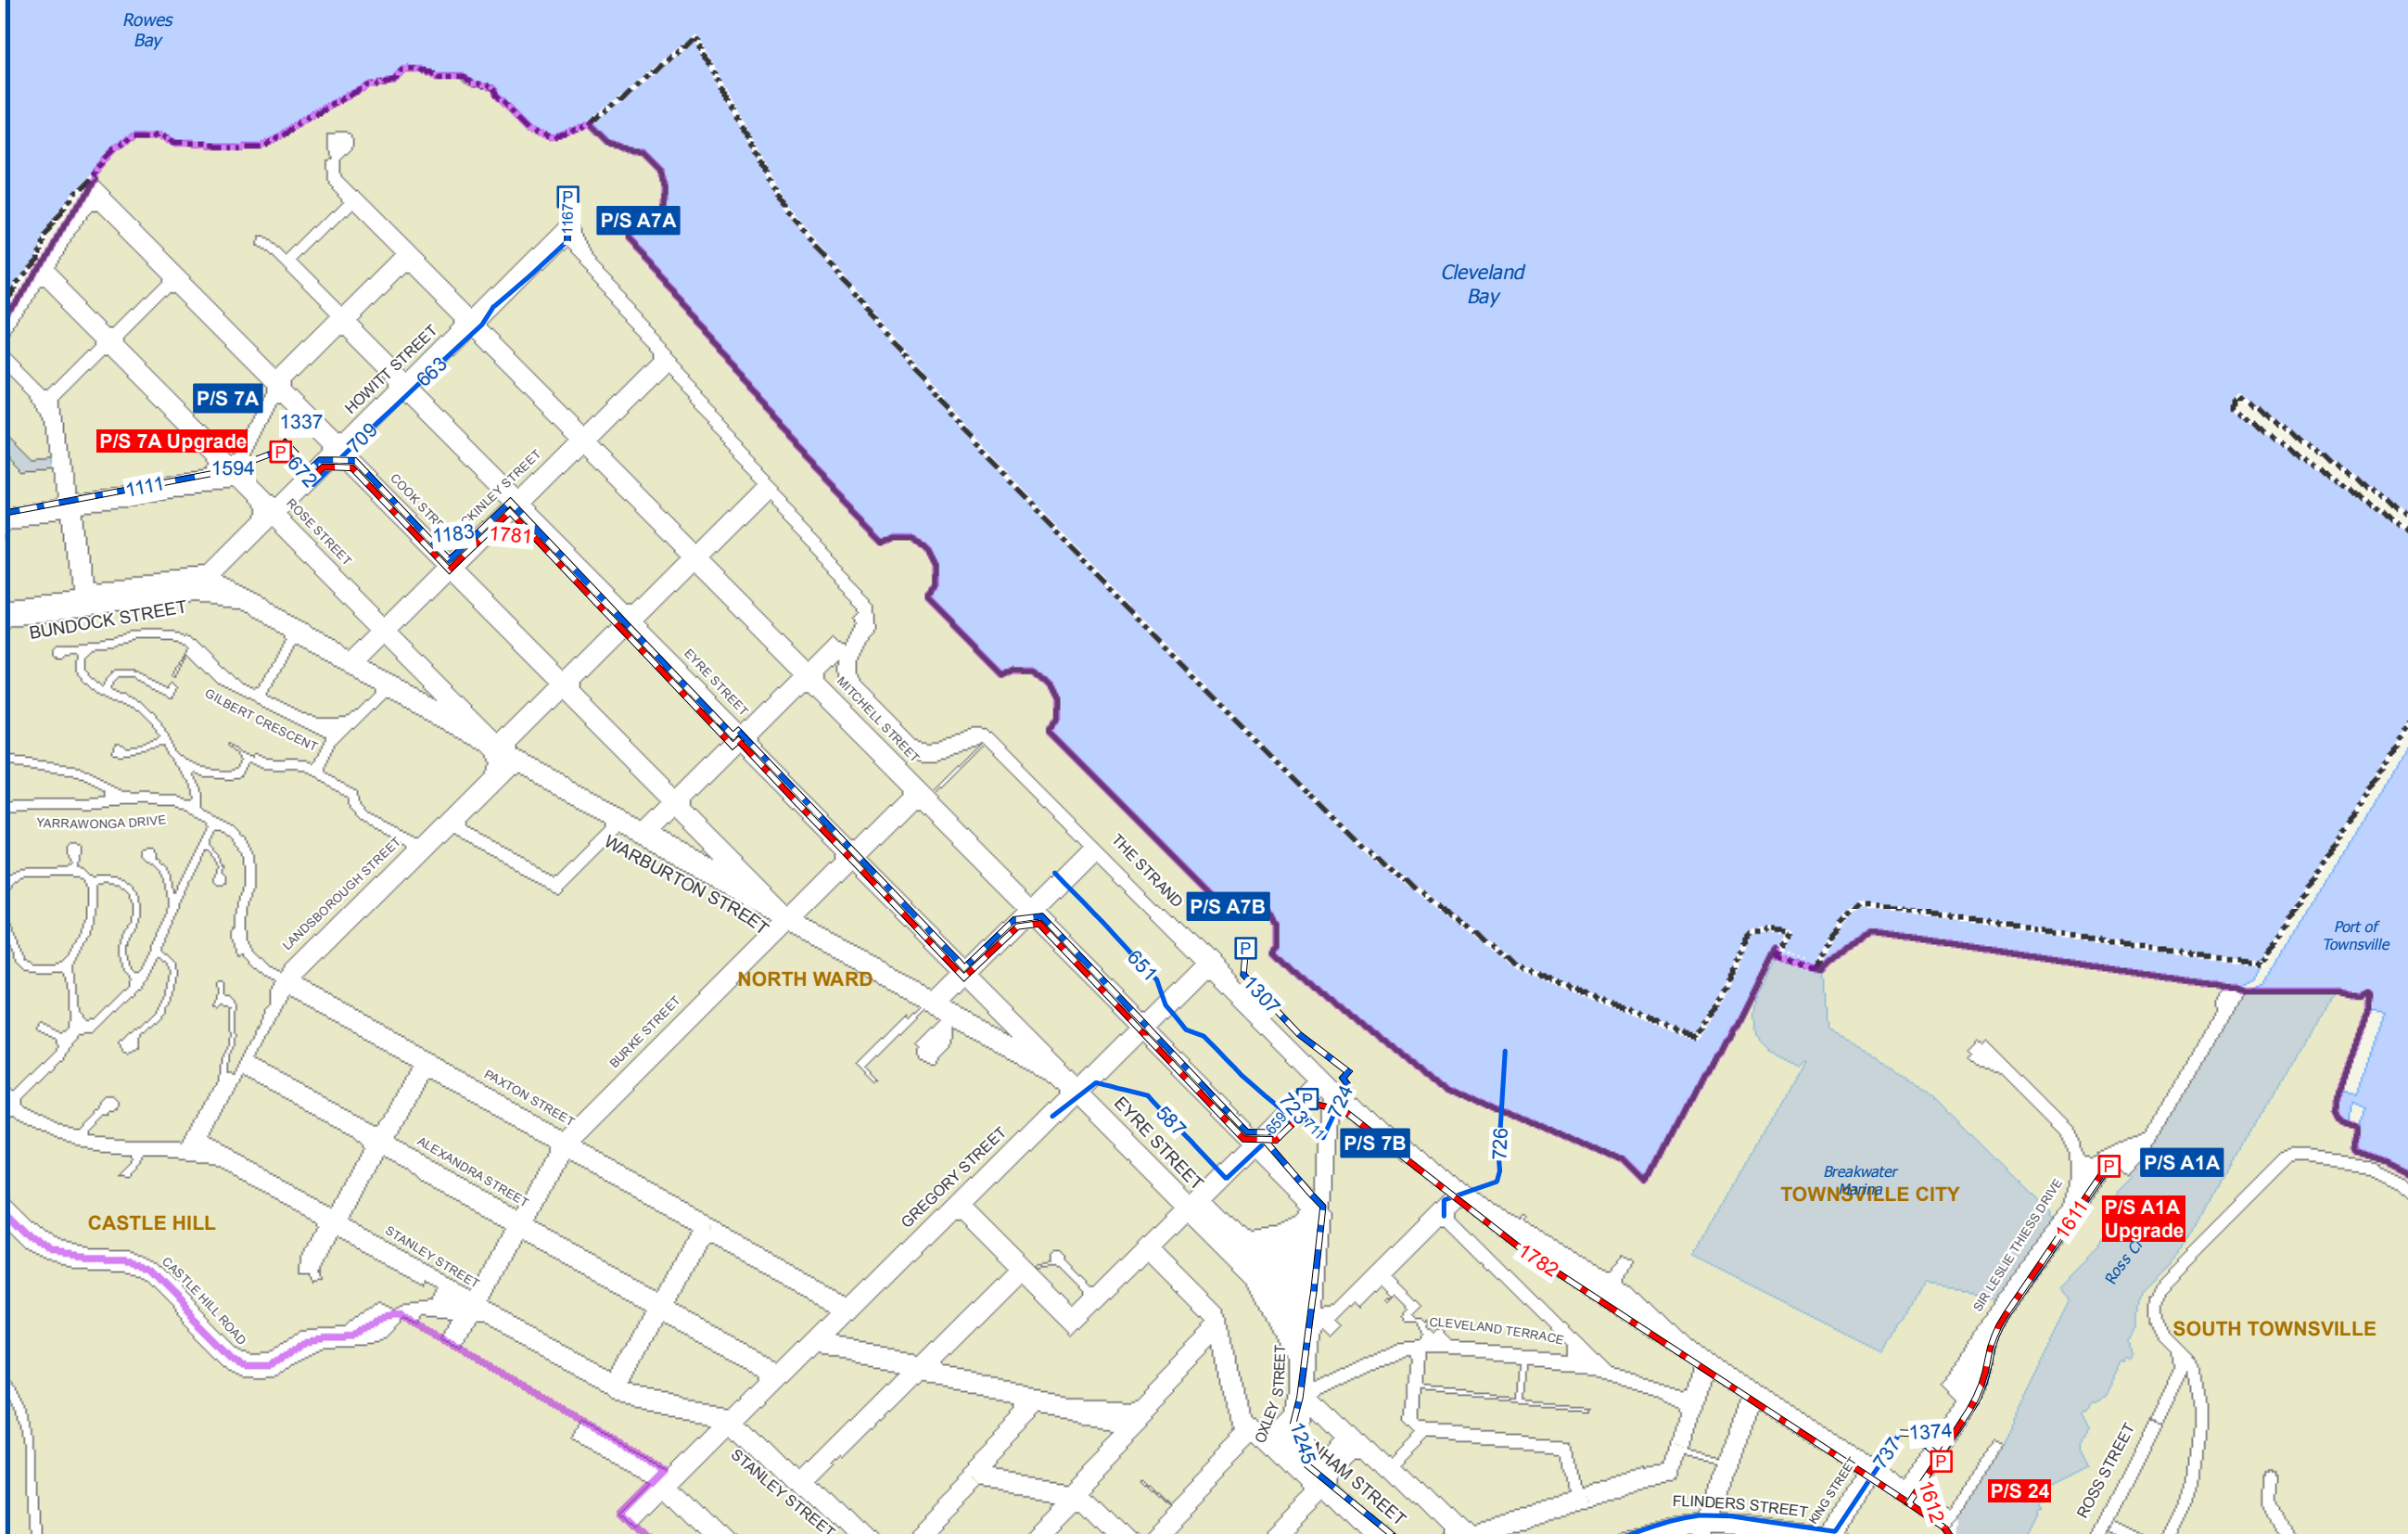 Rowes
Bay
P
1167
P/S A7A
Cleveland
Bay
HOWITT STREET
663
P/S 7A
1337
P/S 7A Upgrade
P
709
672
1594
1111
COOK
1183
1781
ROSE STREET
BUNDOCK STREET
EYRE STREET
MITCHELL STREET
GILBERT CRESCENT
YARRAWONGA DRIVE
WARBURTON STREET
LANDSBOROUGH STREET
THE STRAND
P/S A7B
P
651
1307
NORTH WARD
Port of
Townsville
BURKE STREET
PAXTON STREET
EYRE STREET
587
659
P
723
711
724
P/S 7B
726
GREGORY STREET
ALEXANDRA STREET
Breakwater
Marina
TOWNSVILLE CITY
P
P/S A1A
P/S A1A
Upgrade
1611
Ross
SIR LESLIE THIESS DRIVE
CASTLE HILL
STANLEY STREET
CASTLE HILL ROAD
1782
CLEVELAND TERRACE
SOUTH TOWNSVILLE
OXLEY STREET
1245
STANLEY STREET
STREET
1374
737
P
1612
P/S 24
KING STREET
FLINDERS STREET
ROSS STREET